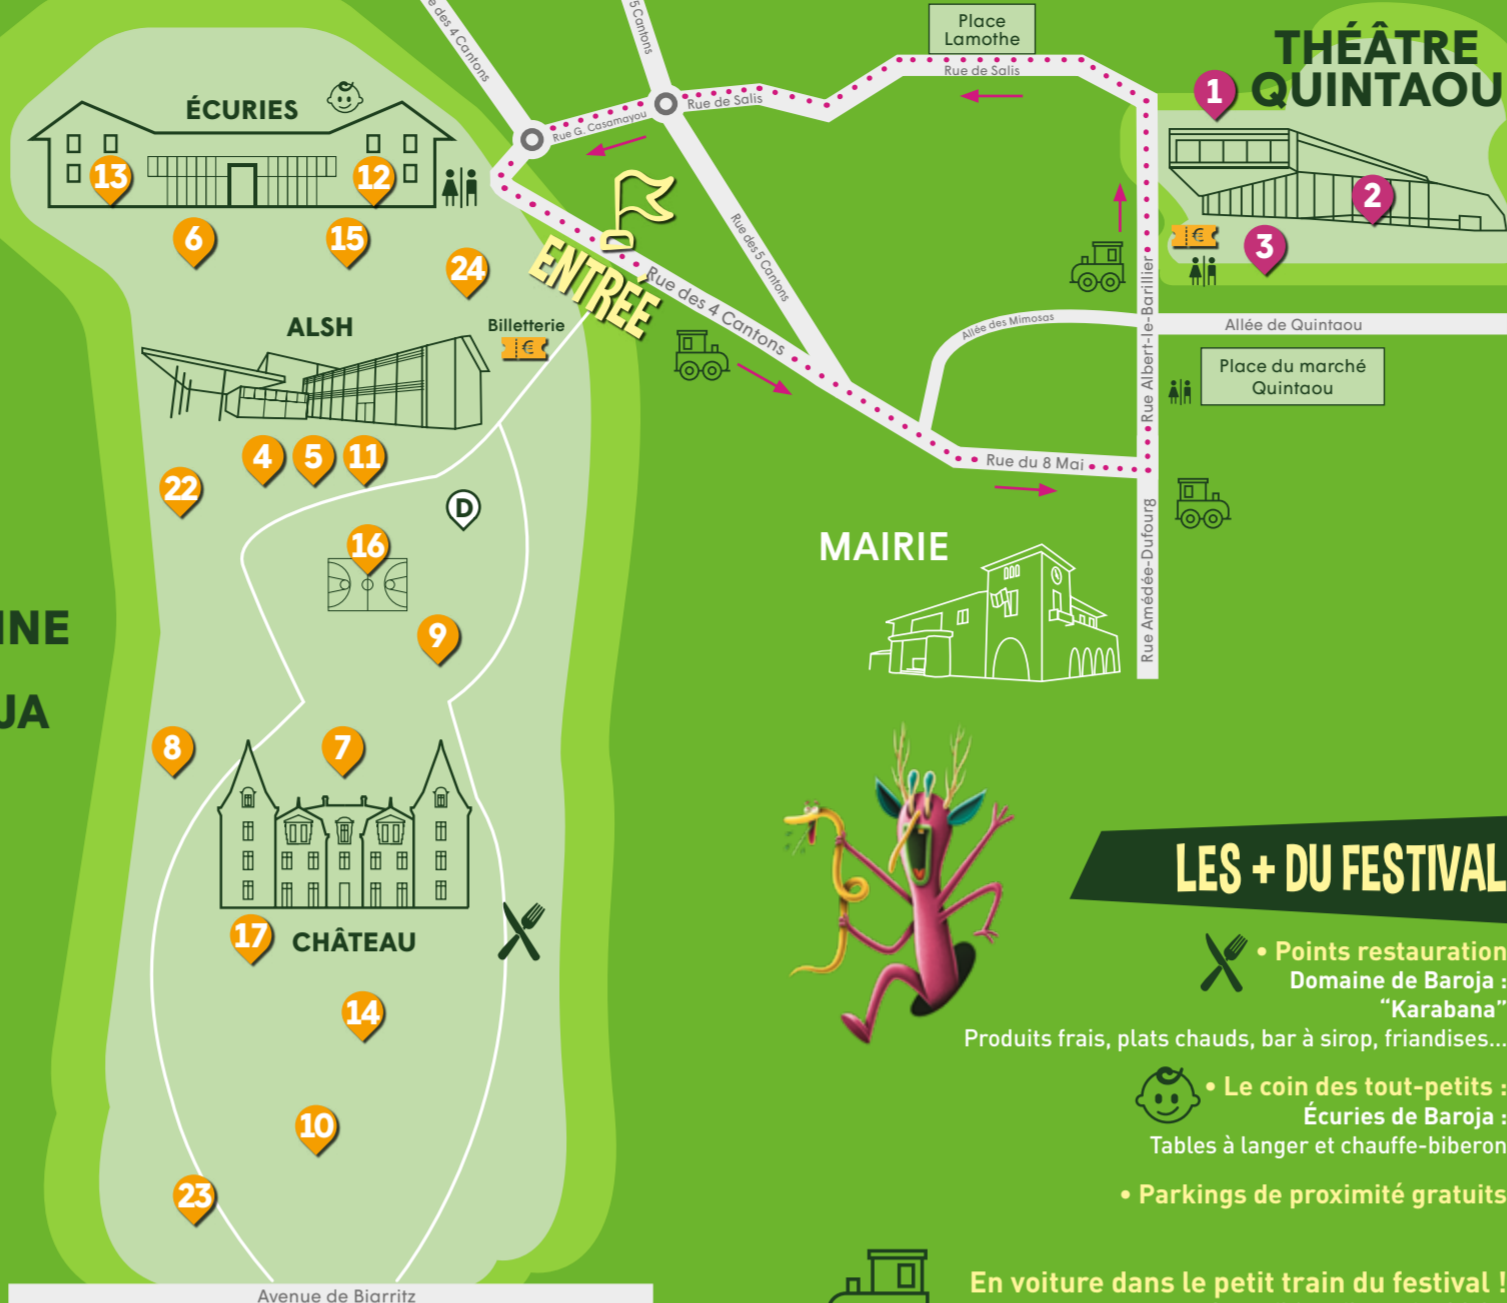 des 4 Cantons
5 Cantons
Place
Lamothe
Rue de Salis
THÉÂTRE
QUINTAOU
1
ÉCURIES
Rue de Salis
Rue G. Casamayou
13
12
2
6
15
24
3
€
ENTRÉE
Rue des 5 Cantons
Rue des 4 Cantons
ALSH
Billetterie
€
Allée des Mimosas
Rue Albert-le-Barillier
Allée de Quintaou
Place du marché
Quintaou
4
5
11
22
D
Rue du 8 Mai
16
MAIRIE
Rue Amédée-Dufourg
INE
9
UA
8
7
LES + DU FESTIVAL
17
CHÂTEAU
• Points restauration
Domaine de Baroja :
“Karabana”
Produits frais, plats chauds, bar à sirop, friandises...
14
• Le coin des tout-petits :
Écuries de Baroja :
Tables à langer et chauffe-biberon
10
23
• Parkings de proximité gratuits
En voiture dans le petit train du festival !
Avenue de Biarritz